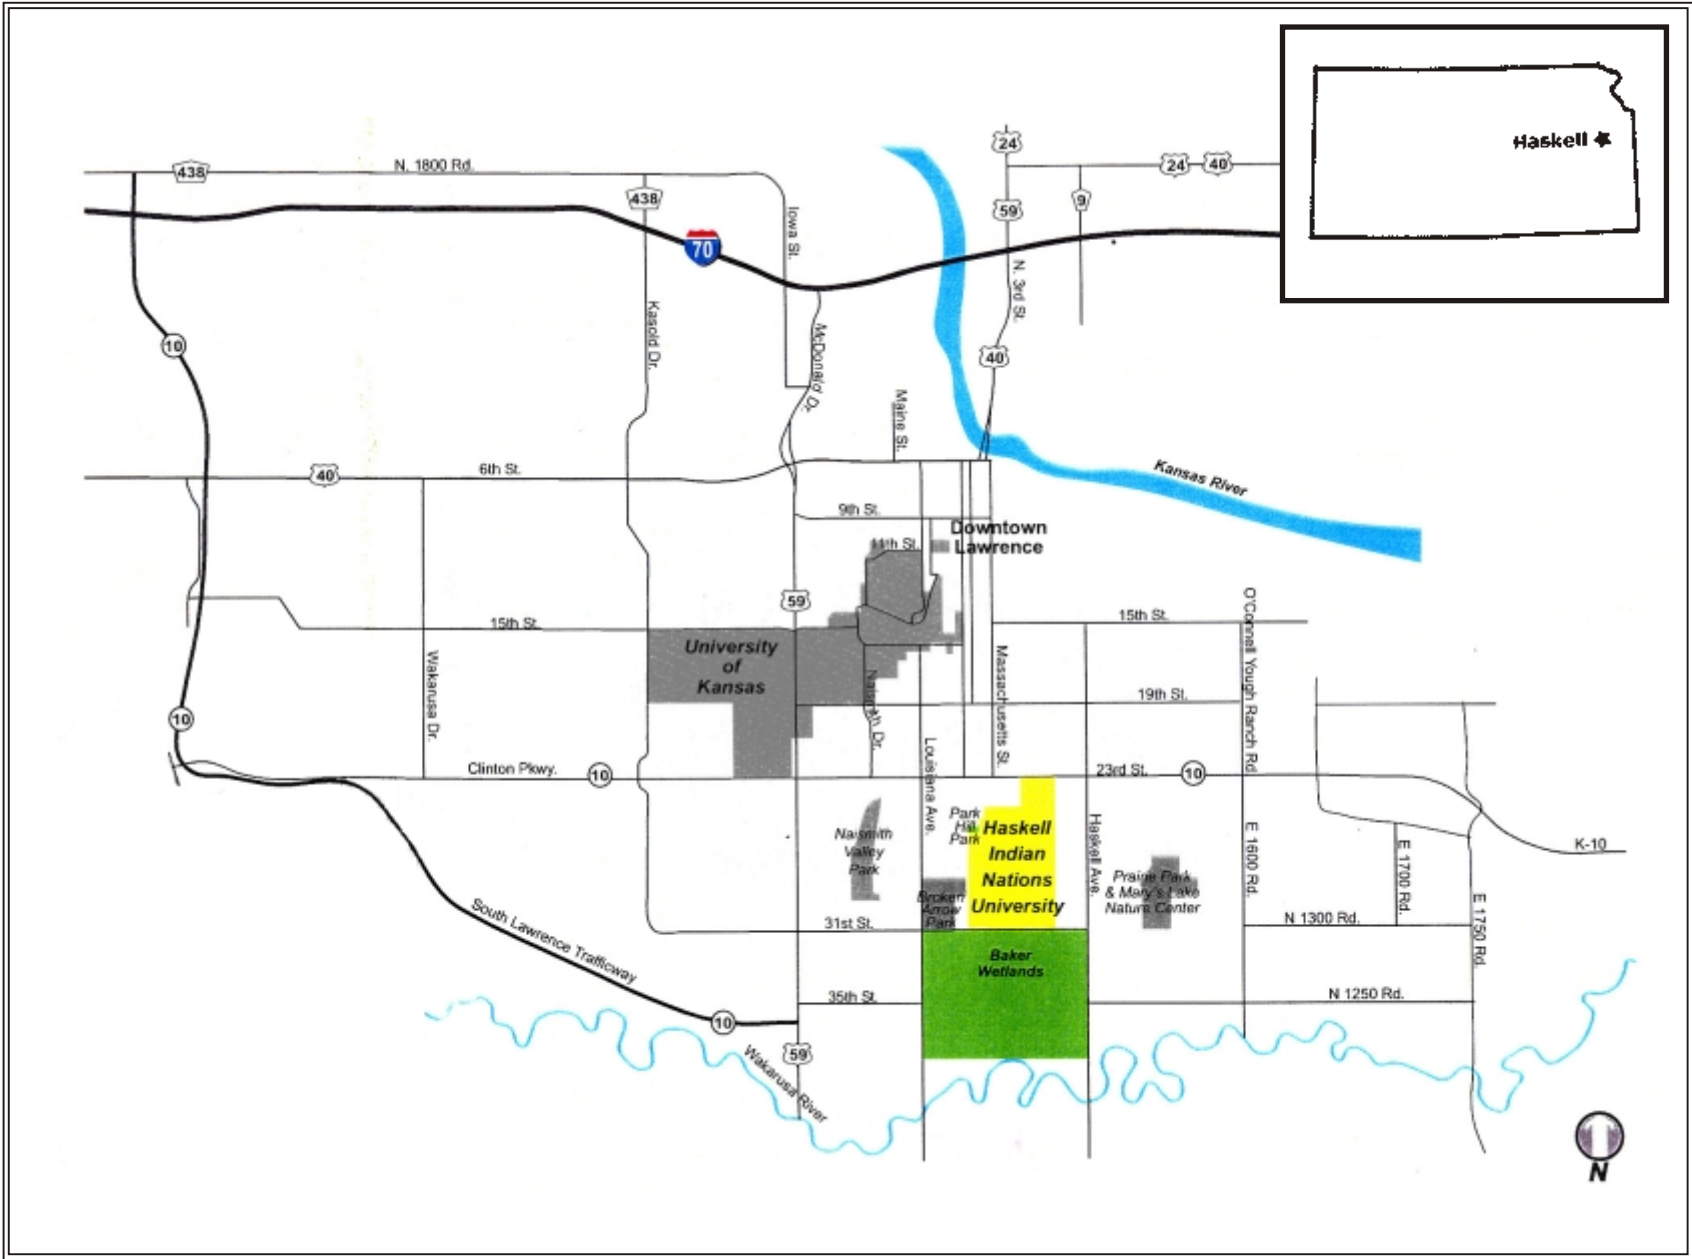 Haskell
24
438
N. 1800 Rd.
24
40
438
9
59
Iowa St.
70
N. 3rd St.
Kasold Dr.
McDonald Dr.
10
40
Maine St.
40
6th St.
Kansas River
9th St.
Downtown
Lawrence
11th St.
59
15th St.
15th St.
O'Connell Yough Ranch Rd.
University
of
Kansas
Wakarusa Dr.
Naismith Dr.
Massachusetts St.
19th St.
10
Louisiana Ave.
Clinton Pkwy.
10
23rd St.
10
Park
Hill
Park
Haskell
Indian
Nations
University
Haskell Ave.
Naismith
Valley
Park
E 1600 Rd.
E 1700 Rd.
K-10
Prairie Park
& Mary's Lake
Nature Center
Broken
Arrow
Park
South Lawrence Trafficway
31st St.
N 1300 Rd.
E 1750 Rd.
Baker
Wetlands
35th St.
N 1250 Rd.
10
59
Wakarusa River
N